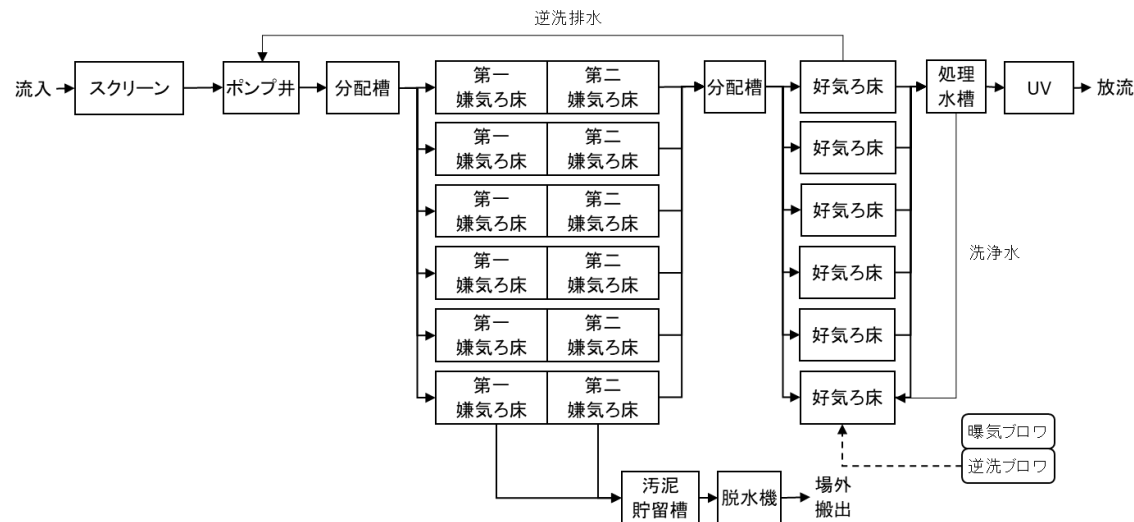 逆洗排水
流入
スクリーン
ポンプ井
分配槽
第一
嫌気ろ床
第二
嫌気ろ床
分配槽
好気ろ床
処理
水槽
UV
放流
第一
嫌気ろ床
第二
嫌気ろ床
好気ろ床
第一
嫌気ろ床
第二
嫌気ろ床
好気ろ床
洗浄水
第一
嫌気ろ床
第二
嫌気ろ床
好気ろ床
第一
嫌気ろ床
第二
嫌気ろ床
好気ろ床
第一
嫌気ろ床
第二
嫌気ろ床
好気ろ床
曝気ブロワ
逆洗ブロワ
汚泥
貯留槽
脱水機
場外
搬出